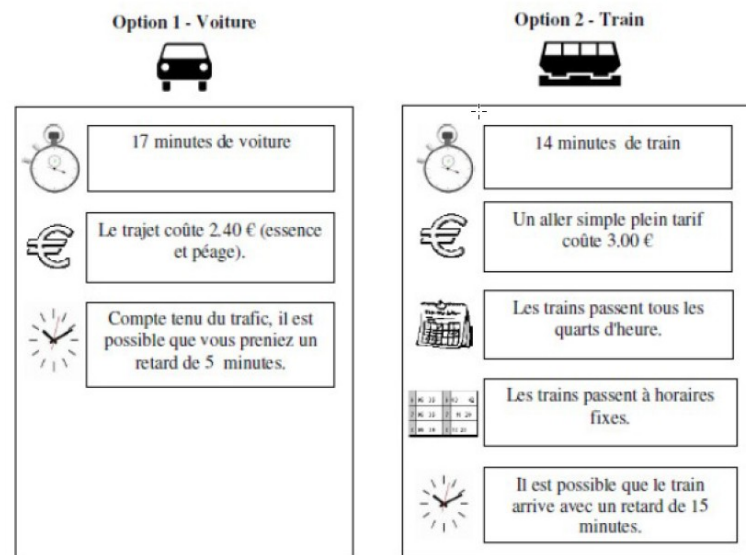 Option 1 - Voiture
17 minutes de voiture
Le trajet coûte 2.40 € (essence
et péage).
Compte tenu du trafic, il est
possible que vous preniez un
retard de 5 minutes.
Option 2 - Train
14 minutes de train
Un aller simple plein tarif
coûte 3.00 €
Les trains passent tous les
quarts d'heure.
Les trains passent à horaires
fixes.
Il est possible que le train
arrive avec un retard de 15
minutes.